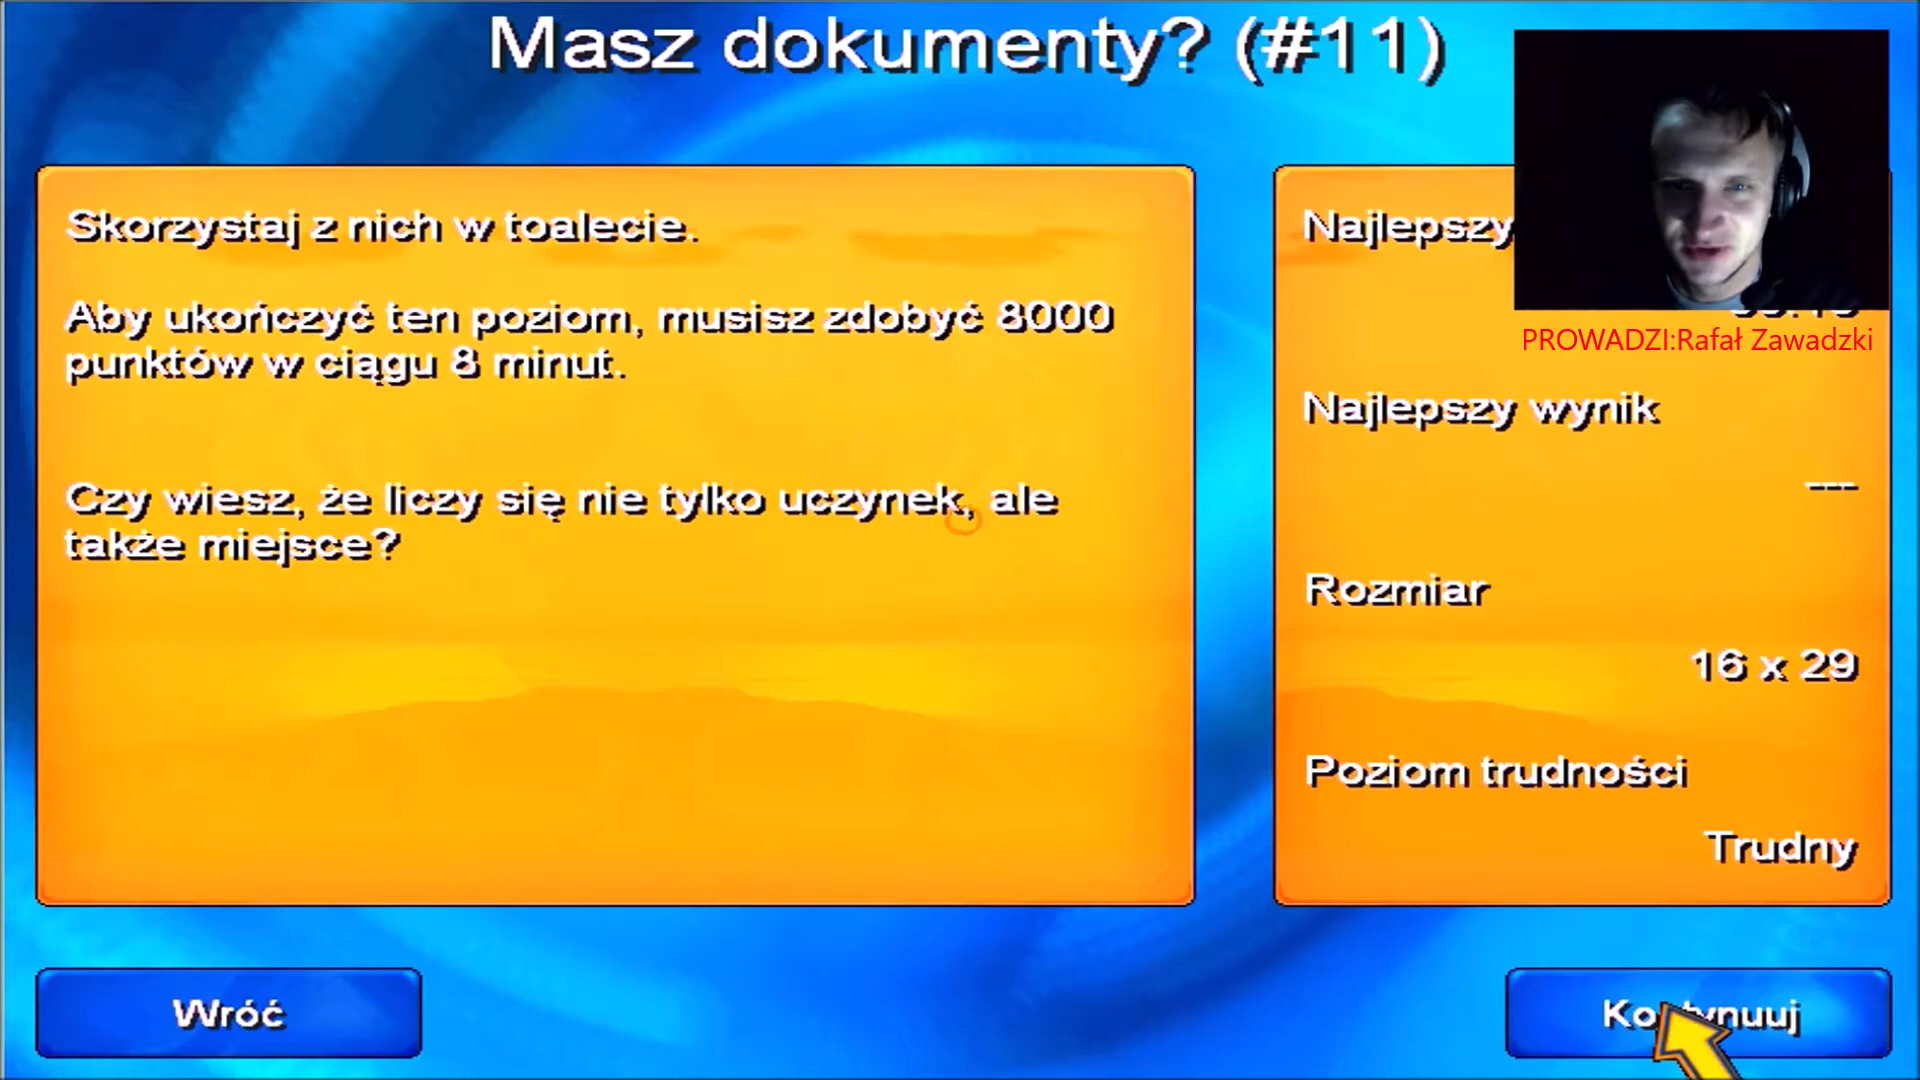 Masz dokumenty? (#11)
Skorzystaj z nich w toalecie.
Aby ukończyć ten poziom, musisz zdobyć 8000
punktów w ciągu 8 minut.
Czy wiesz, że liczy się nie tylko uczynek, ale
także miejsce?
Najlepszy
PROWADZI:Rafał Zawadzki
Najlepszy wynik
---
Rozmiar
16 x 29
Poziom trudności
Trudny
Wróć
Kontynuuj